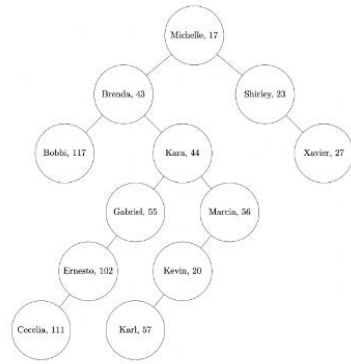 Michelle, 17
Brenda, 43
Shirley, 23
Bobbi, 117
Kara, 44
Xavier, 27
Gabriel, 55
Marcia, 56
Ernesto, 102
Kevin, 20
Cecelia, 111
Karl, 57